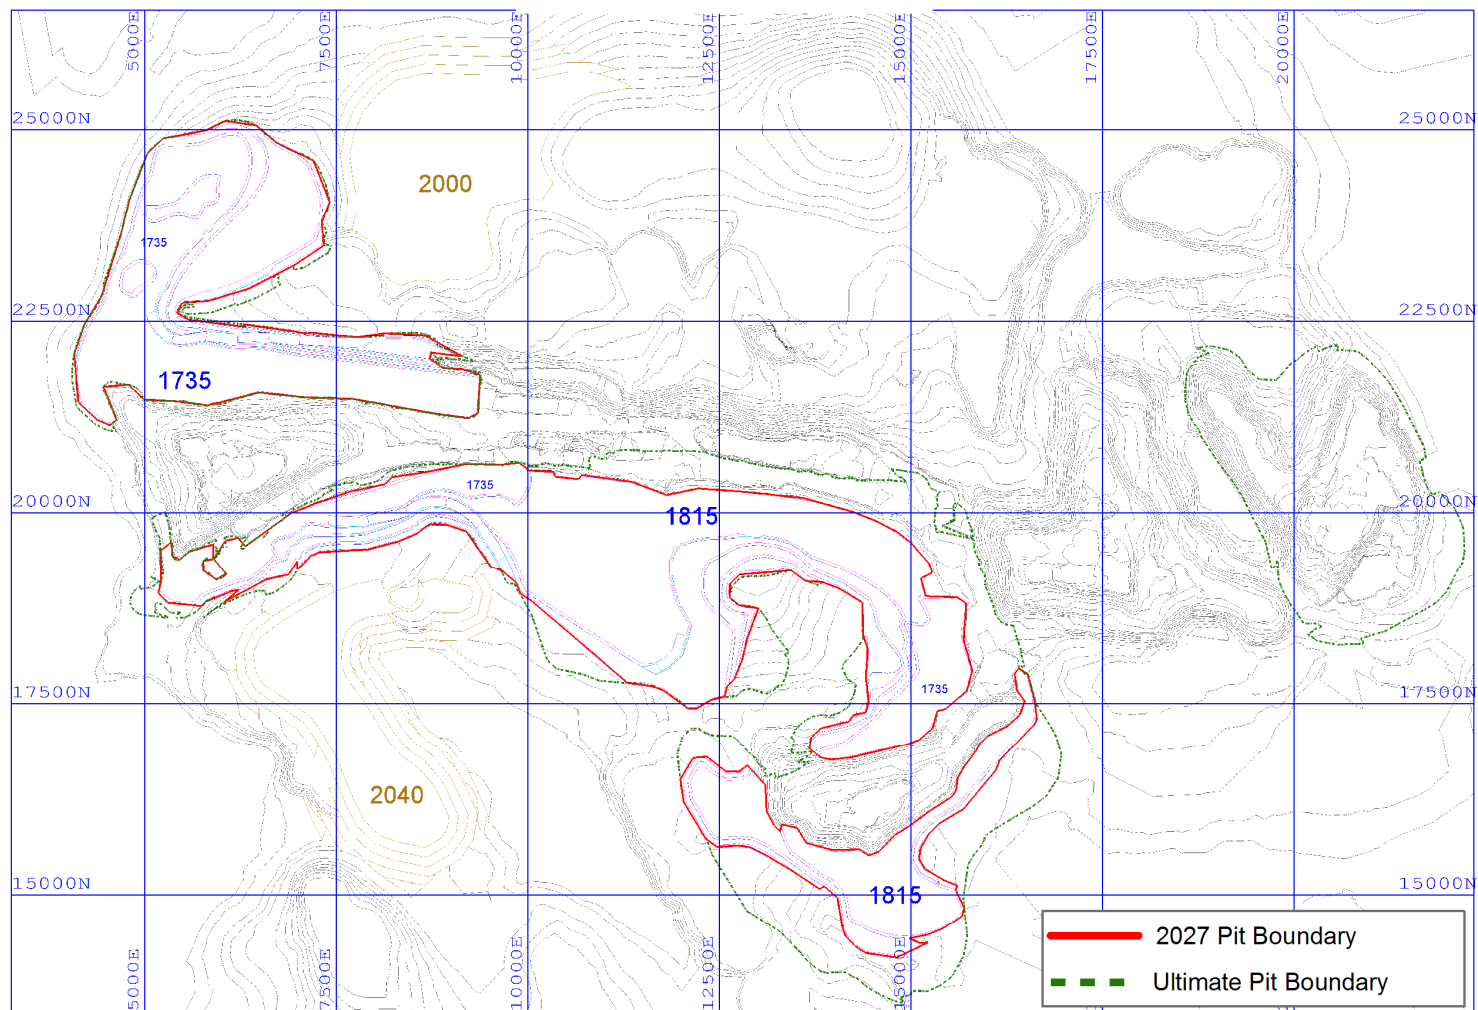 5000E 7500E 10000E 12500E 15000E 17500E 20000E
25000N 25000N
2000
1735
22500N 22500N
1735
1735
20000N 20000N
1815
1735
17500N 17500N
2040
15000N 15000N
1815
5000E 7500E 10000E 12500E 15000E
2027 Pit Boundary
Ultimate Pit Boundary